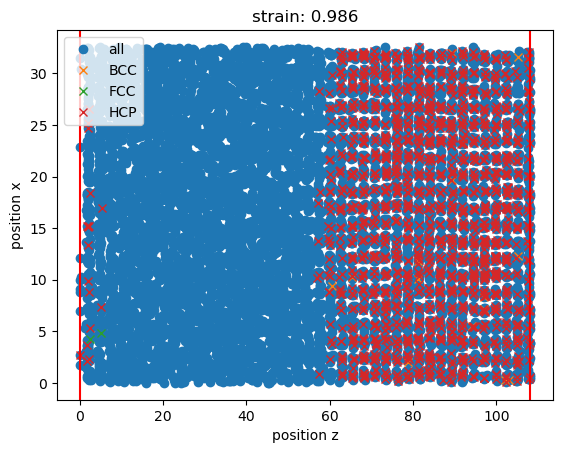 strain: 0.986
all
BCC
FCC
HCP
position x
30
25
20
15
10
5
0
0 20 40 60 80 100
position z